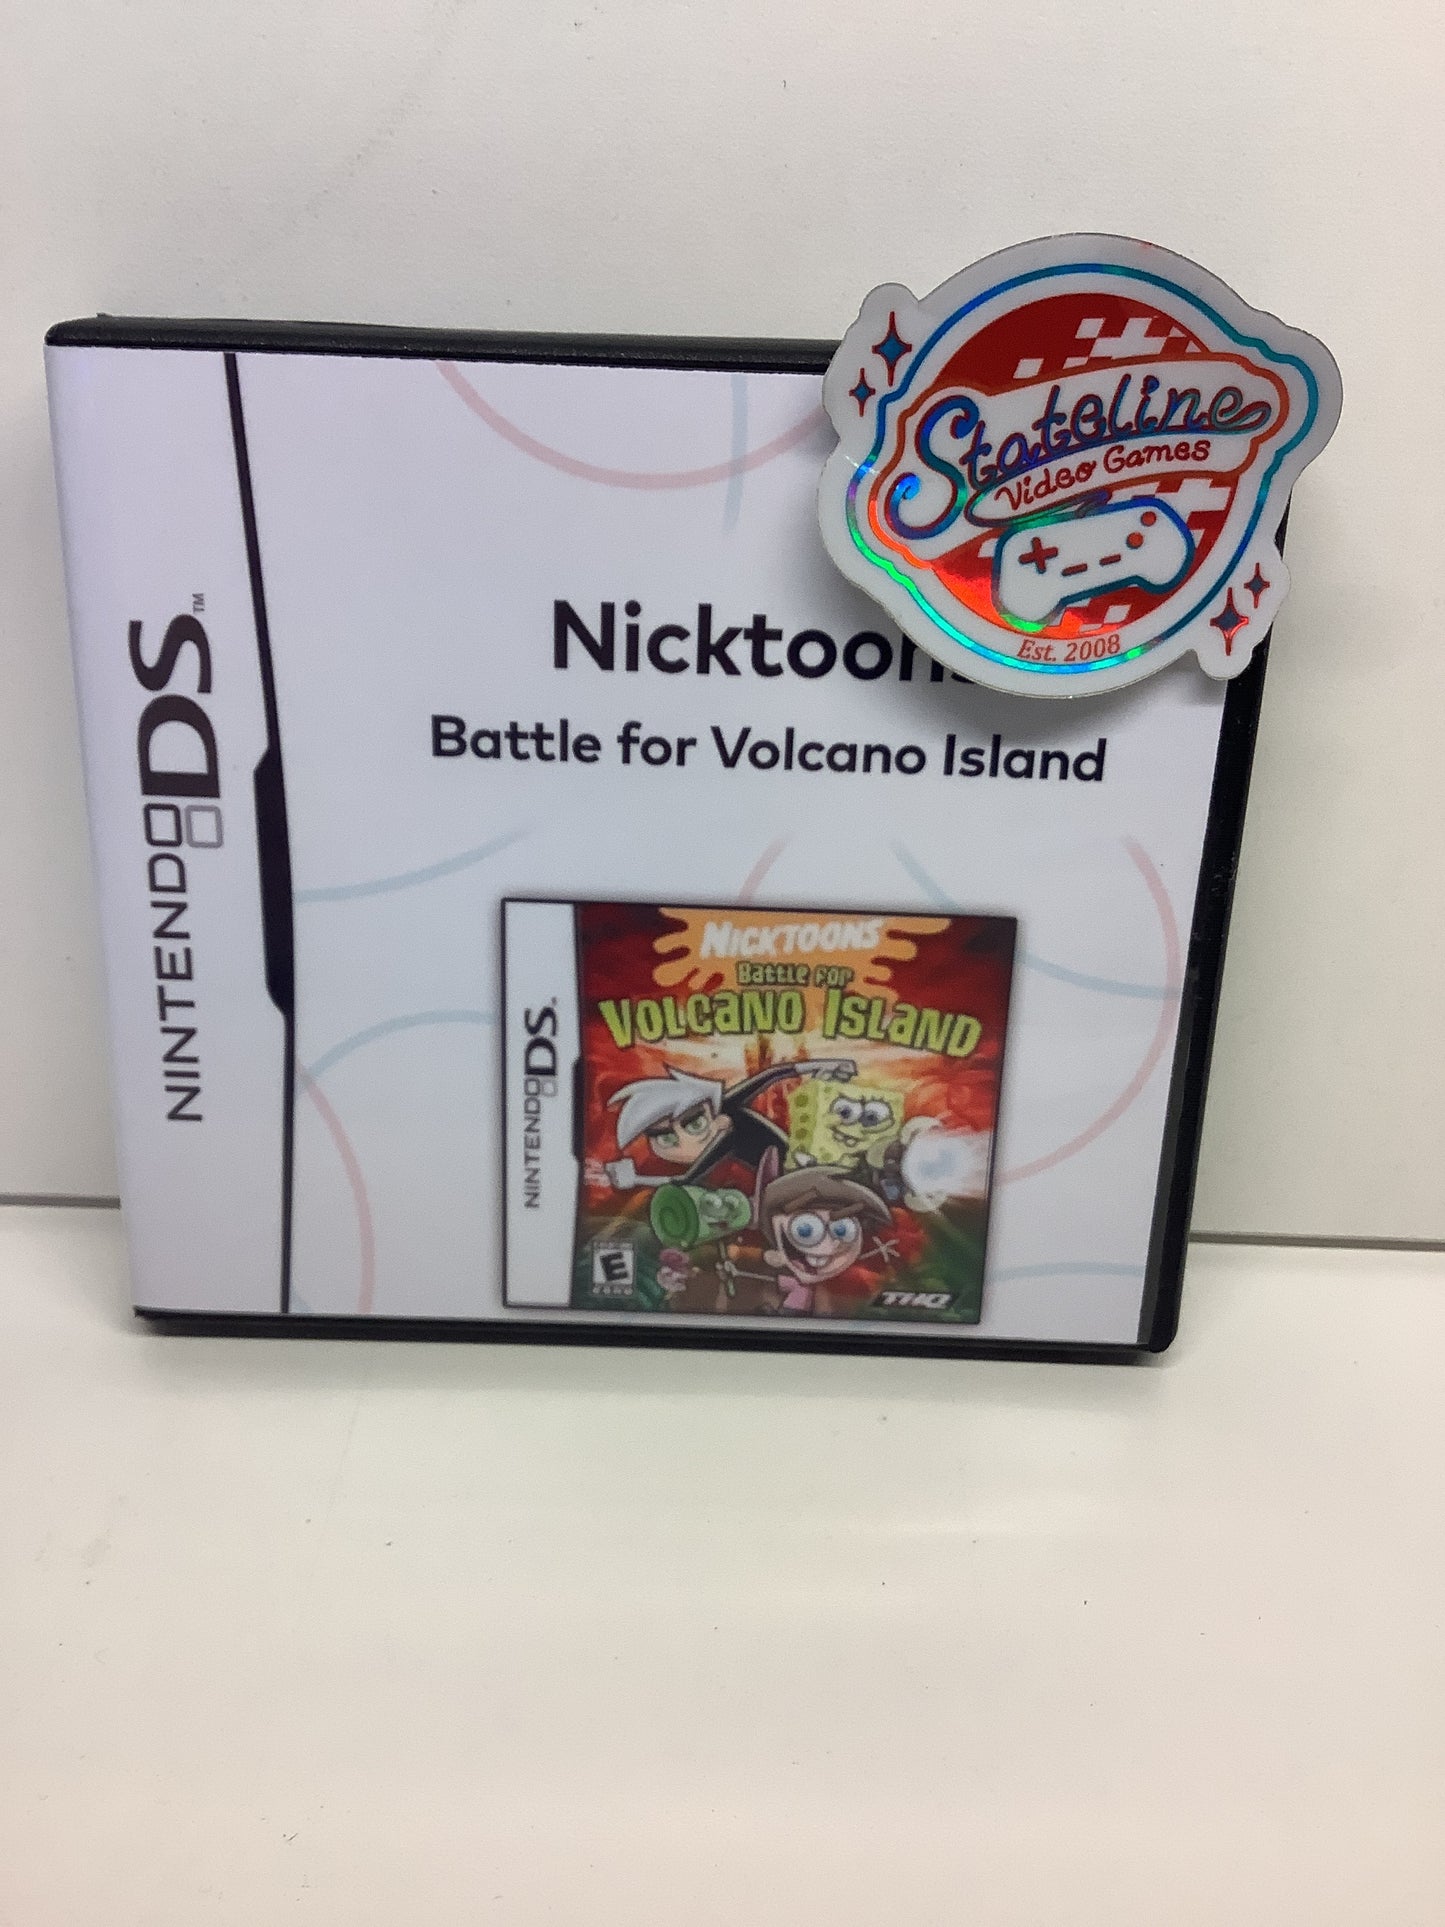 Stateline
Video Games
Est. 2008
NINTENDO DS™
Nicktoons
Battle for Volcano Island
NICKTOONS
Battle for
VOLCANO ISLAND
NINTENDO DS
E
THQ